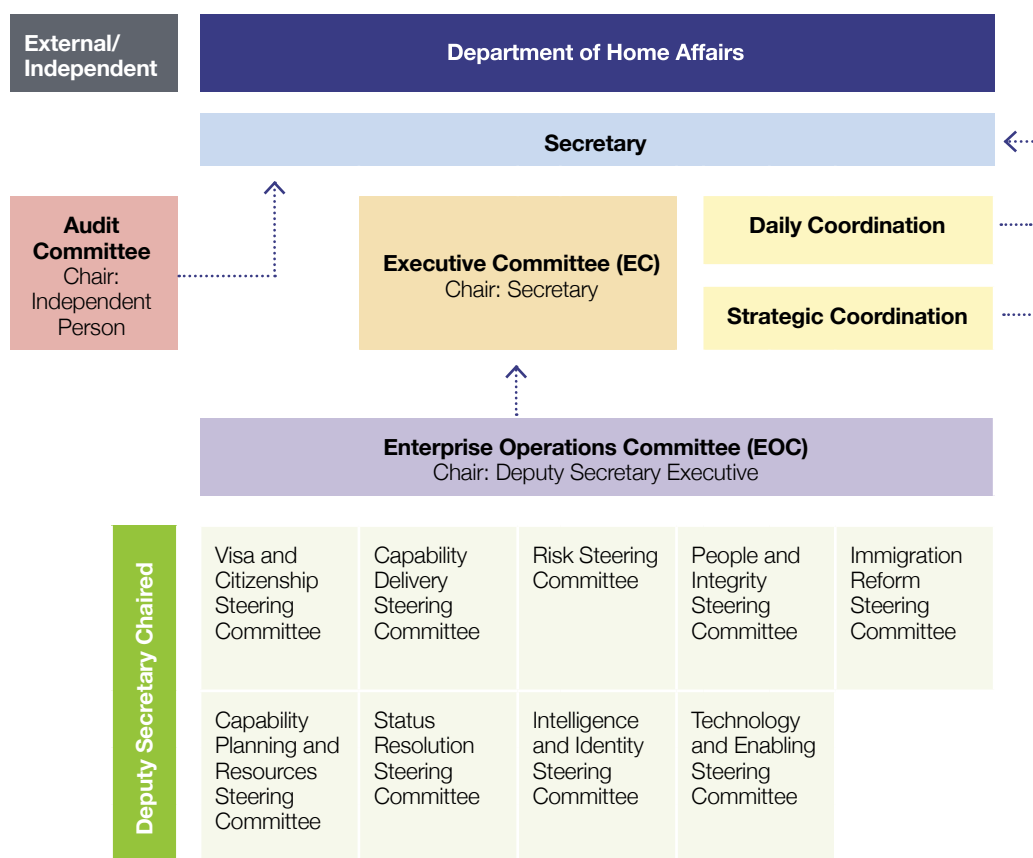 External/
Independent
Department of Home Affairs
Secretary
Audit
Committee
Chair:
Independent
Person
Executive Committee (EC)
Chair: Secretary
Daily Coordination
Strategic Coordination
Enterprise Operations Committee (EOC)
Chair: Deputy Secretary Executive
Deputy Secretary Chaired
Visa and
Citizenship
Steering
Committee
Capability
Delivery
Steering
Committee
Risk Steering
Committee
People and
Integrity
Steering
Committee
Immigration
Reform
Steering
Committee
Capability
Planning and
Resources
Steering
Committee
Status
Resolution
Steering
Committee
Intelligence
and Identity
Steering
Committee
Technology
and Enabling
Steering
Committee